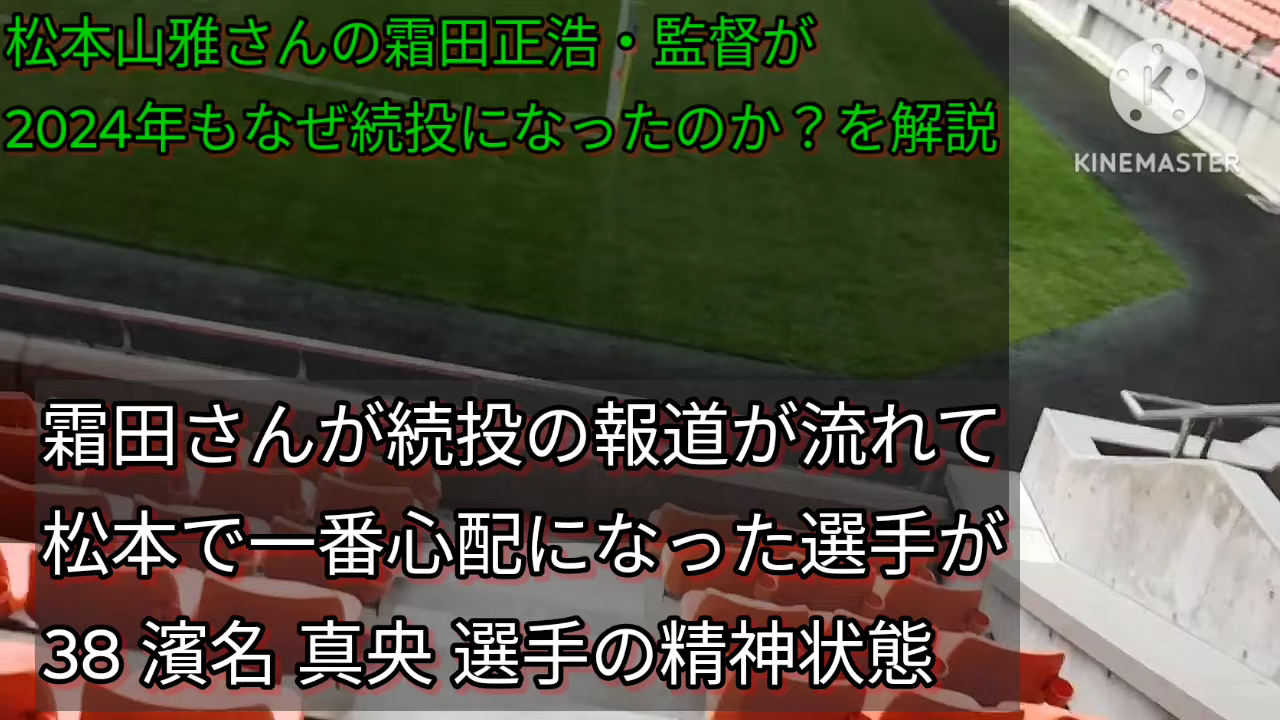 松本山雅さんの霜田正浩・監督が
2024年もなぜ続投になったのか？を解説
KINEMASTER
霜田さんが続投の報道が流れて
松本で一番心配になった選手が
38 濱名 真央 選手の精神状態